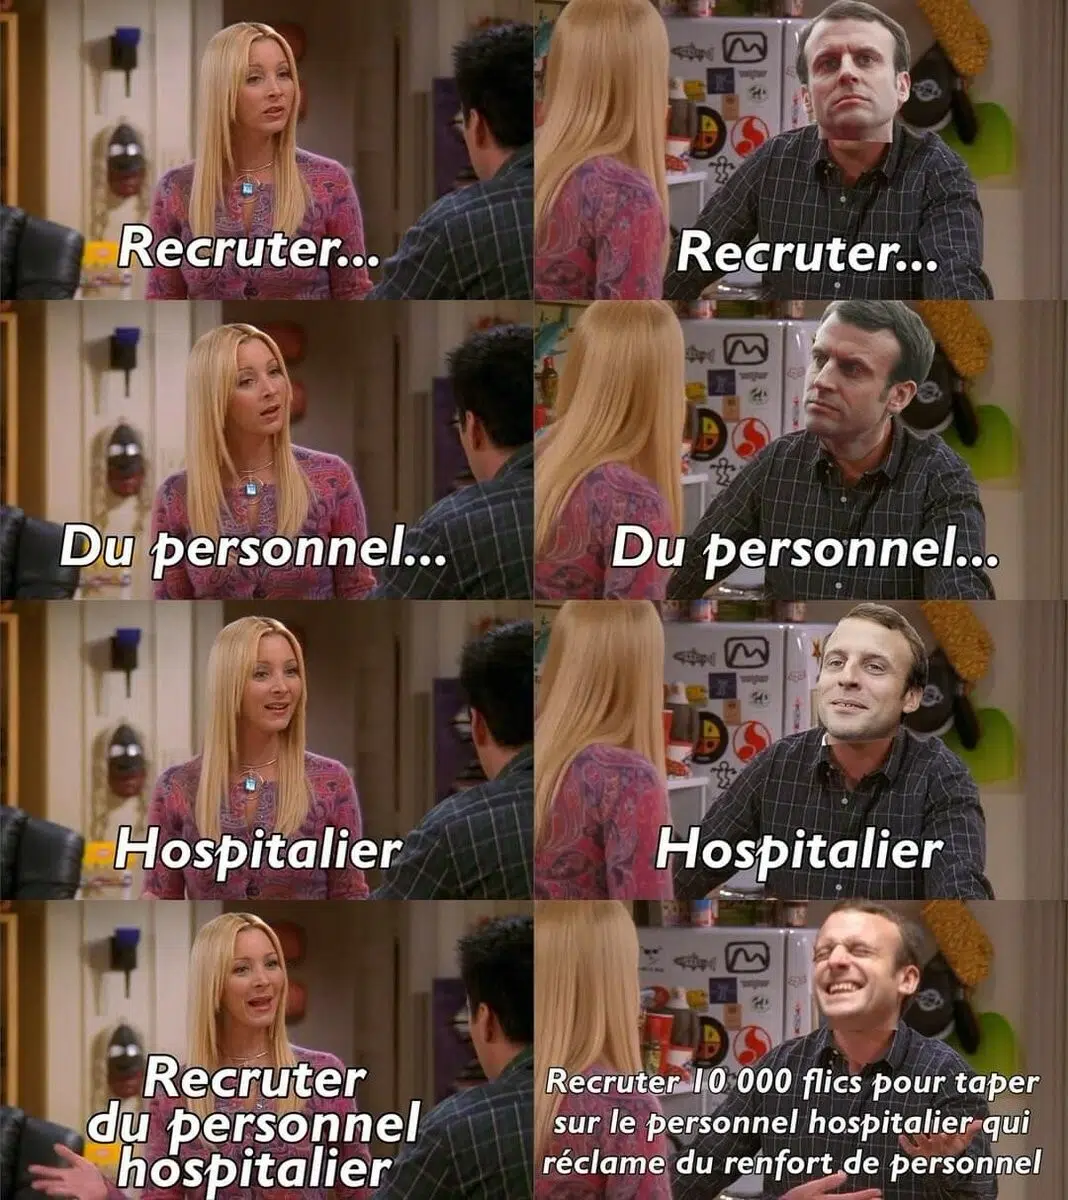 Recruter...
Recruter...
Du personnel...
Du personnel...
Hospitalier
Hospitalier
Recruter
du personnel
hospitalier
Recruter 10 000 flics pour taper
sur le personnel hospitalier qui
réclame du renfort de personnel